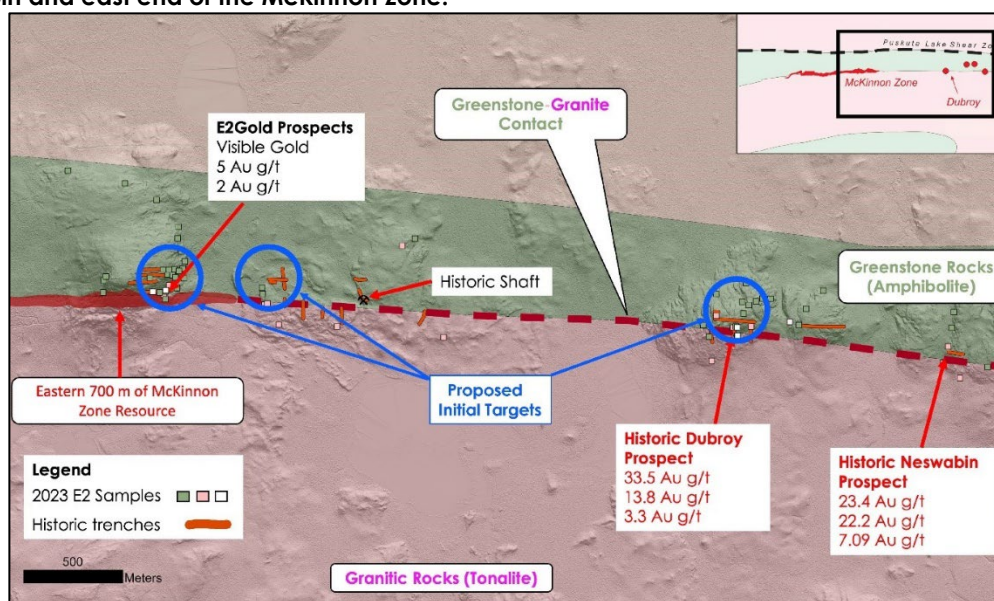 in and east end of the McKinnon zone.
Puskuta Lake Shear Zo
McKinnon Zone
Dubroy
Greenstone-Granite
Contact
E2Gold Prospects
Visible Gold
5 Au g/t
2 Au g/t
Historic Shaft
Greenstone Rocks
(Amphibolite)
Eastern 700 m of McKinnon
Zone Resource
Proposed
Initial Targets
Historic Dubroy
Prospect
33.5 Au g/t
13.8 Au g/t
3.3 Au g/t
Historic Neswabin
Prospect
23.4 Au g/t
22.2 Au g/t
7.09 Au g/t
Legend
2023 E2 Samples
Historic trenches
500
Meters
Granitic Rocks (Tonalite)